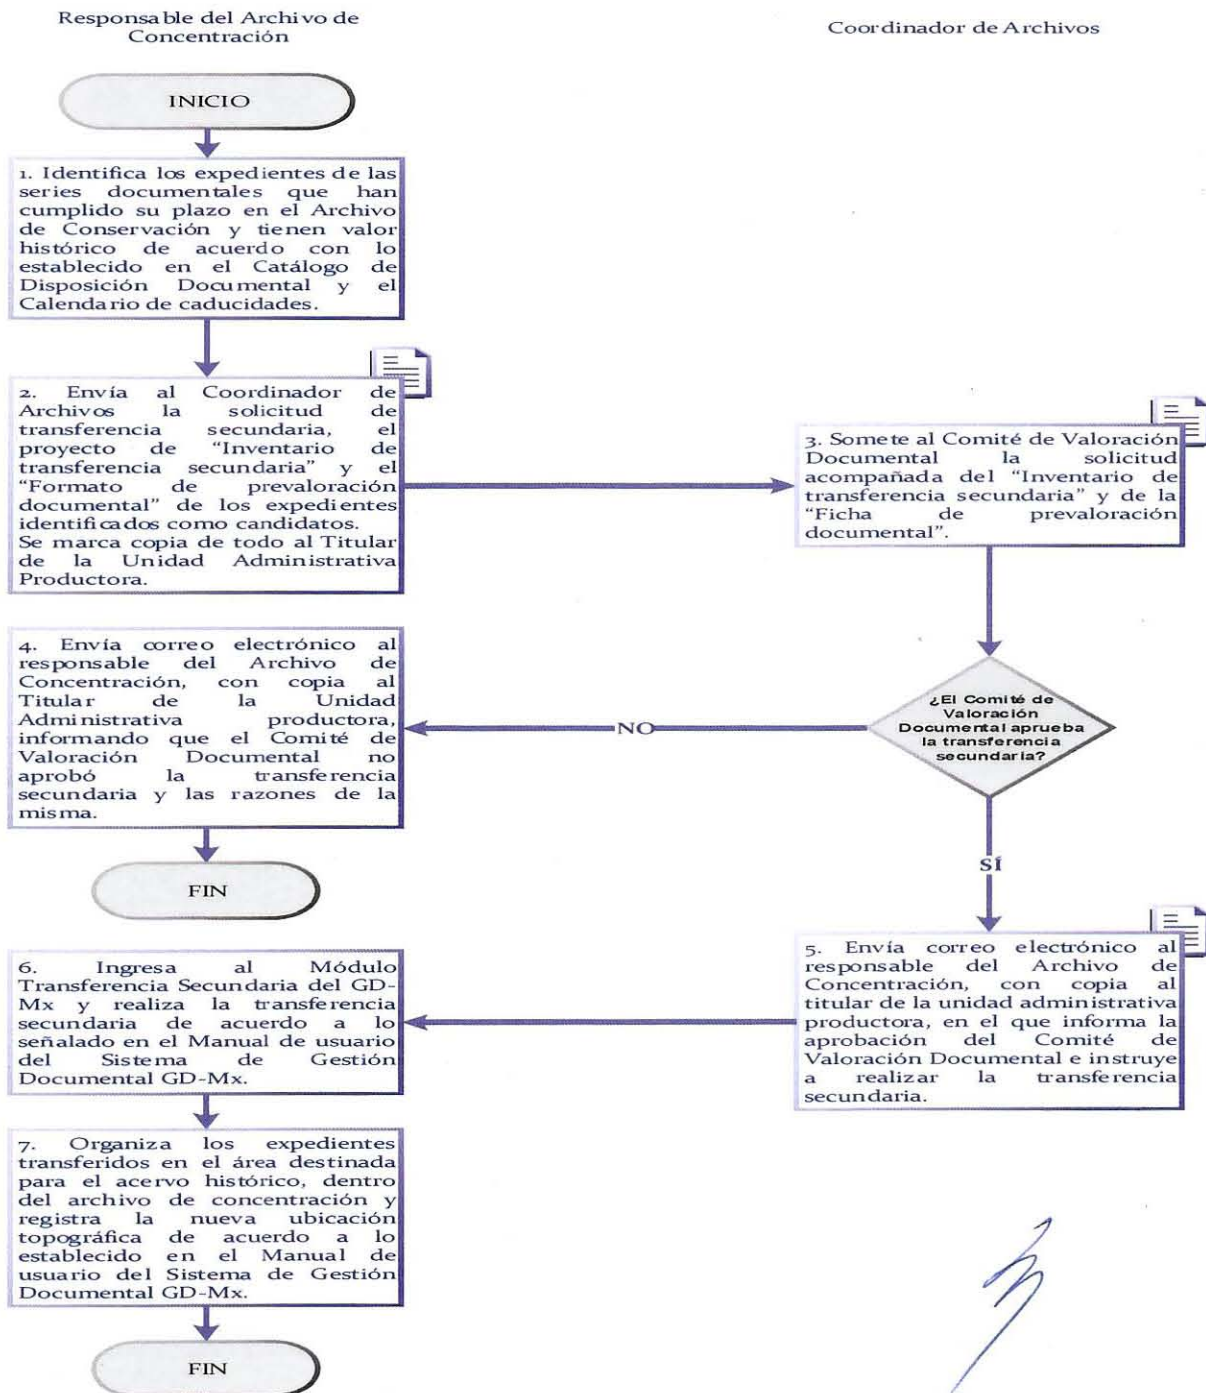 Responsable del Archivo de
Concentración
Coordinador de Archivos
INICIO
1. Identifica los expedientes de las
series documentales que han
cumplido su plazo en el Archivo
de Conservación y tienen valor
histórico de acuerdo con lo
establecido en el Catálogo de
Disposición Documental y el
Calendario de caducidades.
2. Envía al Coordinador de
Archivos la solicitud de
transferencia secundaria, el
proyecto de “Inventario de
transferencia secundaria” y el
“Formato de prevaloración
documental” de los expedientes
identificados como candidatos.
Se marca copia de todo al Titular
de la Unidad Administrativa
Productora.
3. Somete al Comité de Valoración
Documental la solicitud
acompañada del “Inventario de
transferencia secundaria” y de la
“Ficha de prevaloración
documental”.
¿El Comité de
Valoración
Documental aprueba
la transferencia
secundaria?
NO
4. Envía correo electrónico al
responsable del Archivo de
Concentración, con copia al
Titular de la Unidad
Administrativa productora,
informando que el Comité de
Valoración Documental no
aprobó la transferencia
secundaria y las razones de la
misma.
FIN
SÍ
5. Envía correo electrónico al
responsable del Archivo de
Concentración, con copia al
titular de la unidad administrativa
productora, en el que informa la
aprobación del Comité de
Valoración Documental e instruye
a realizar la transferencia
secundaria.
6. Ingresa al Módulo
Transferencia Secundaria del GD-
Mx y realiza la transferencia
secundaria de acuerdo a lo
señalado en el Manual de usuario
del Sistema de Gestión
Documental GD-Mx.
7. Organiza los expedientes
transferidos en el área destinada
para el acervo histórico, dentro
del archivo de concentración y
registra la nueva ubicación
topográfica de acuerdo a lo
establecido en el Manual de
usuario del Sistema de Gestión
Documental GD-Mx.
FIN